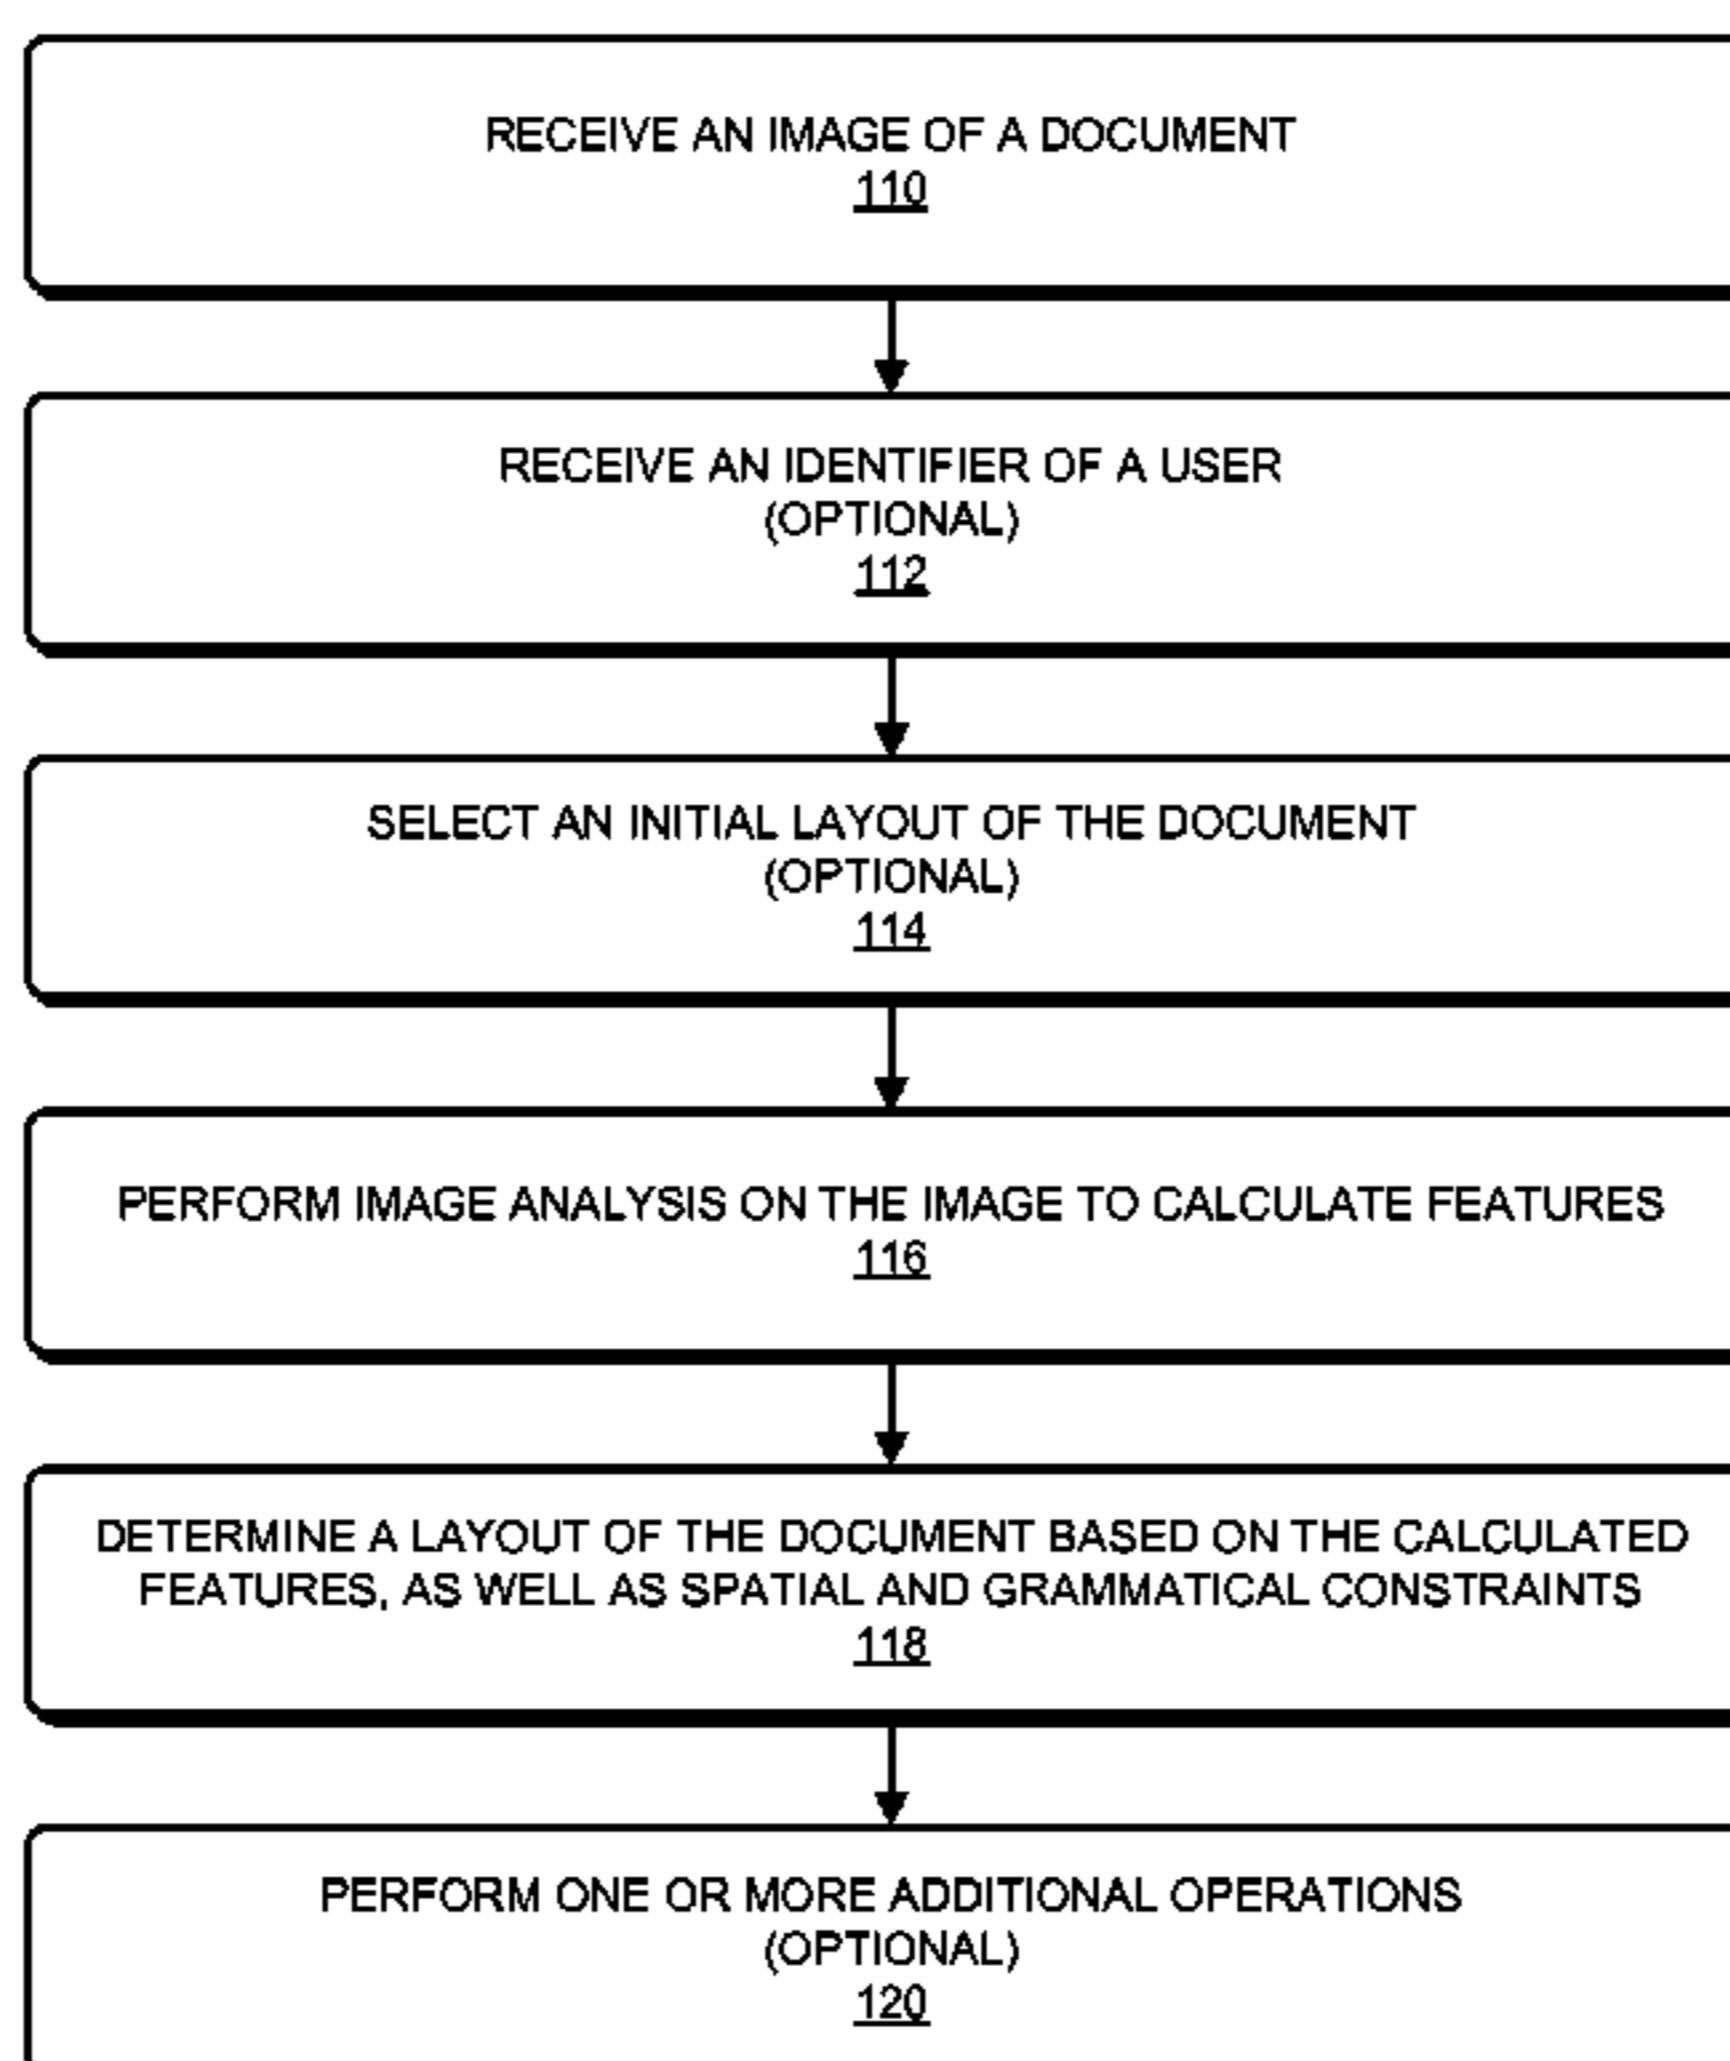 RECEIVE AN IMAGE OF A DOCUMENT
110
RECEIVE AN IDENTIFIER OF A USER
(OPTIONAL)
112
SELECT AN INITIAL LAYOUT OF THE DOCUMENT
(OPTIONAL)
114
PERFORM IMAGE ANALYSIS ON THE IMAGE TO CALCULATE FEATURES
116
DETERMINE A LAYOUT OF THE DOCUMENT BASED ON THE CALCULATED
FEATURES, AS WELL AS SPATIAL AND GRAMMATICAL CONSTRAINTS
118
PERFORM ONE OR MORE ADDITIONAL OPERATIONS
(OPTIONAL)
120